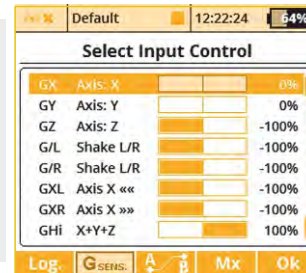 Default 12:22:24 64%
Select Input Control
GX Axis: X 0%
GY Axis: Y 0%
GZ Axis: Z -100%
G/L Shake L/R -100%
G/R Shake L/R -100%
GXL Axis X «« -100%
GXR Axis X »» -100%
GHi X+Y+Z 100%
Log. G SENS. A B Mx Ok